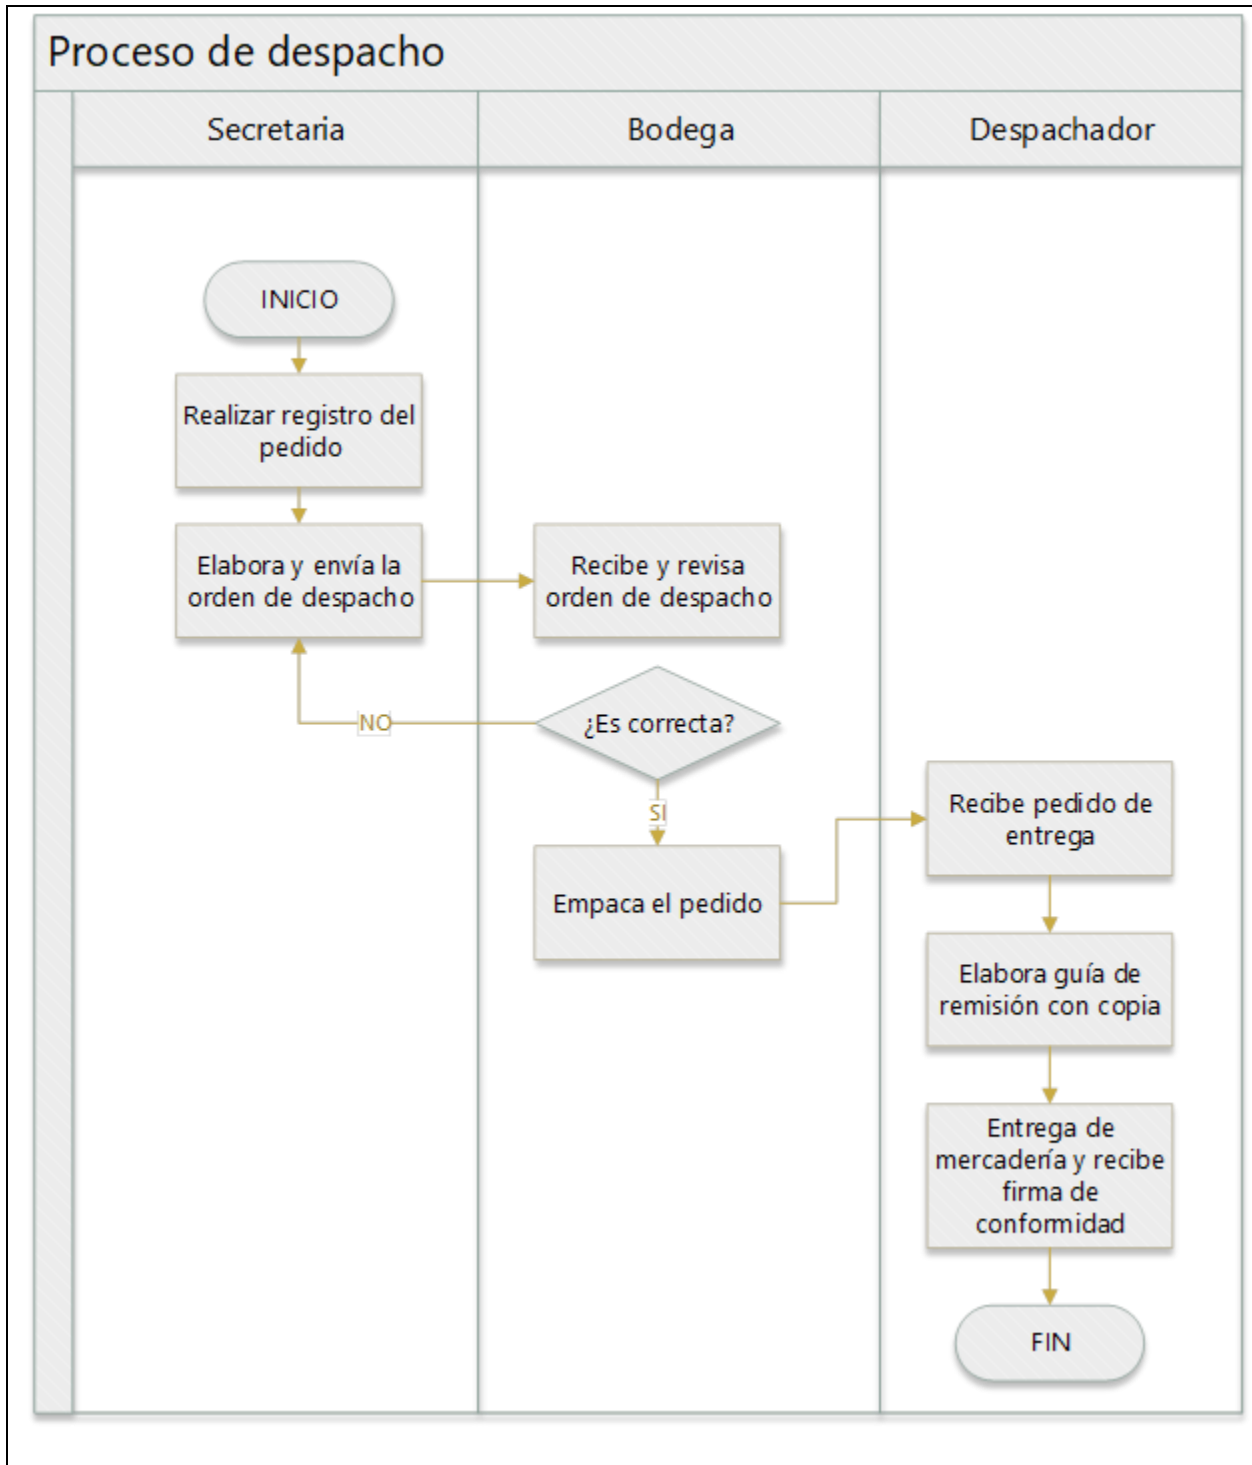 Proceso de despacho
Secretaria
Bodega
Despachador
INICIO
Realizar registro del
pedido
Elabora y envía la
orden de despacho
Recibe y revisa
orden de despacho
¿Es correcta?
NO
SI
Empaca el pedido
Recibe pedido de
entrega
Elabora guía de
remisión con copia
Entrega de
mercadería y recibe
firma de
conformidad
FIN